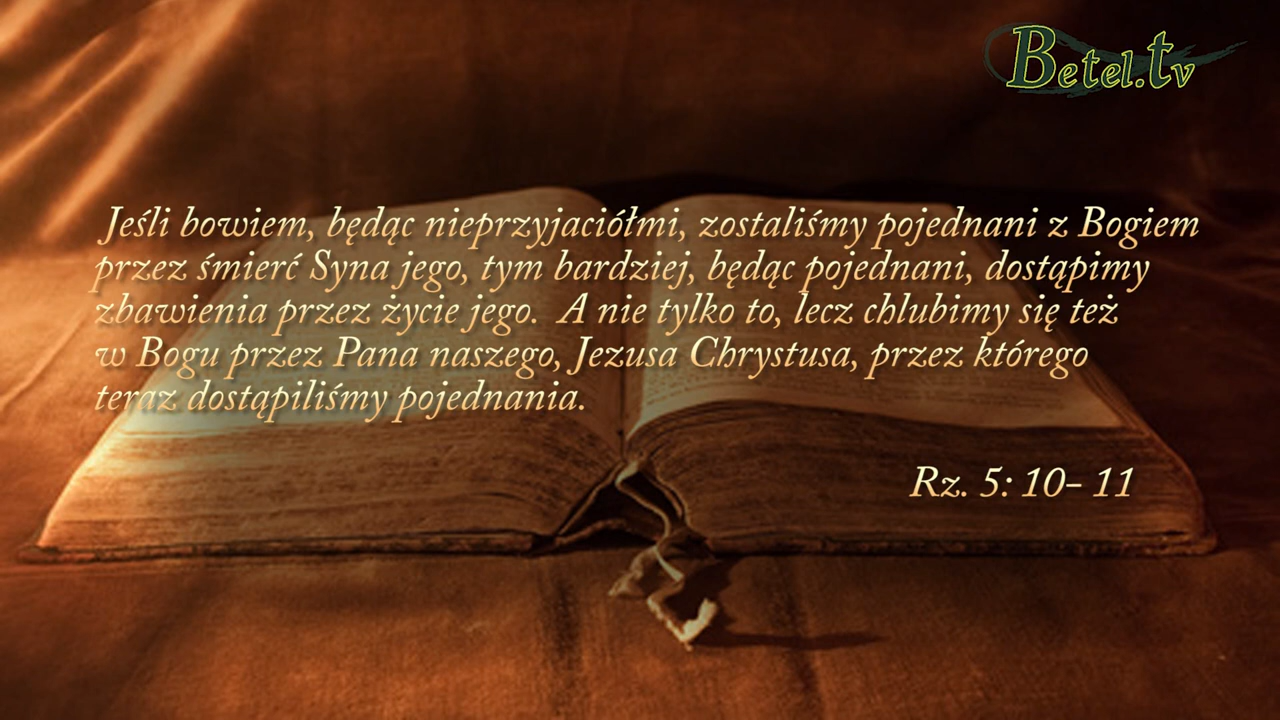 Betel.tv
Jeśli bowiem, będąc nieprzyjaciółmi, zostaliśmy pojednani z Bogiem
przez śmierć Syna jego, tym bardziej, będąc pojednani, dostąpimy
zbawienia przez życie jego. A nie tylko to, lecz chlubimy się też
w Bogu przez Pana naszego, Jezusa Chrystusa, przez którego
teraz dostąpiliśmy pojednania.
Rz. 5: 10- 11